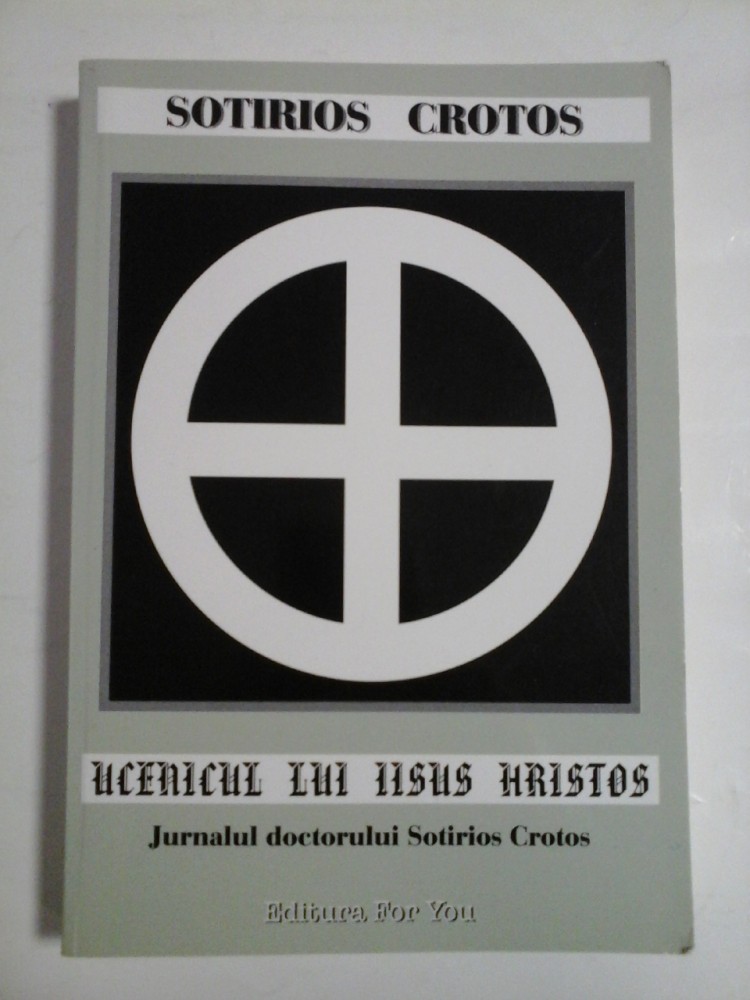 SOTIRIOS CROTOS
UCENICUL LUI IISUS HRISTOS
Jurnalul doctorului Sotirios Crotos
Editura For You